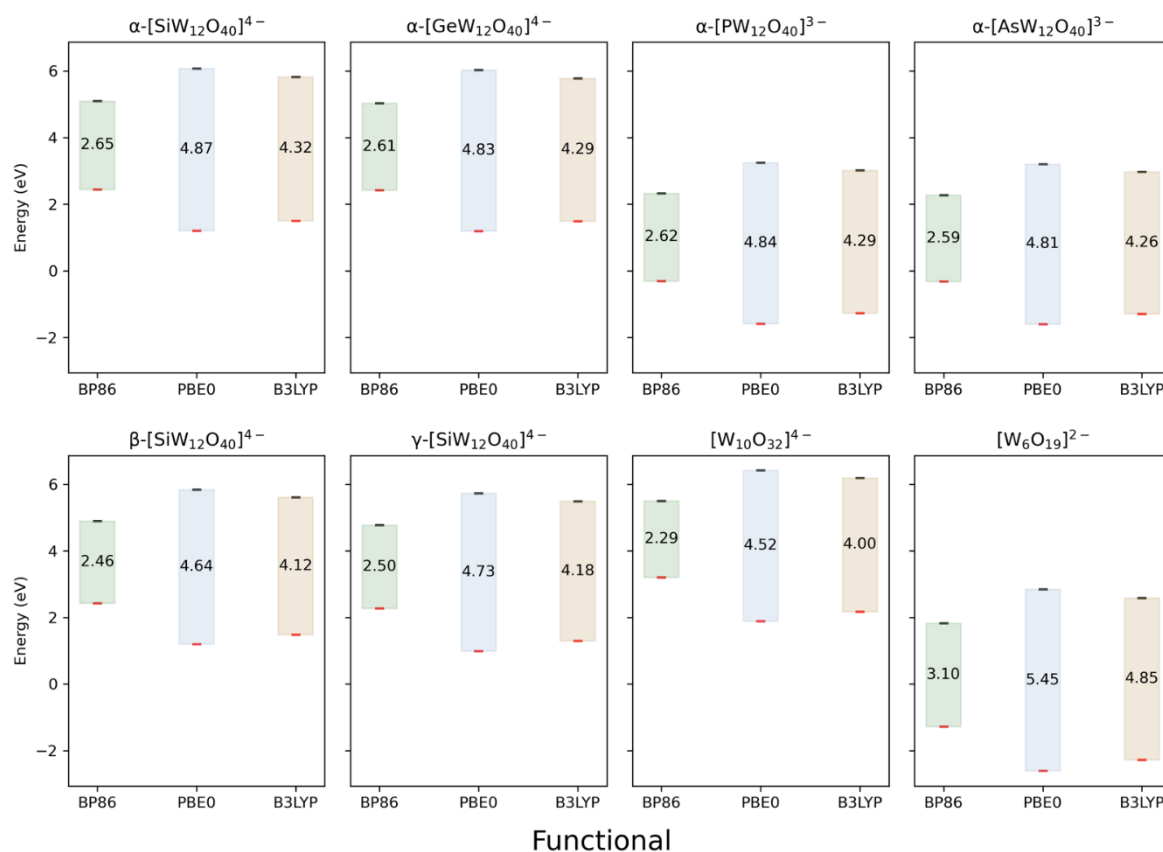 α-[SiW₁₂O₄₀]⁴⁻
α-[GeW₁₂O₄₀]⁴⁻
α-[PW₁₂O₄₀]³⁻
α-[AsW₁₂O₄₀]³⁻
Energy (eV)
6
4
2
0
−2
2.65
4.87
4.32
2.61
4.83
4.29
2.62
4.84
4.29
2.59
4.81
4.26
BP86 PBE0 B3LYP
BP86 PBE0 B3LYP
BP86 PBE0 B3LYP
BP86 PBE0 B3LYP
β-[SiW₁₂O₄₀]⁴⁻
γ-[SiW₁₂O₄₀]⁴⁻
[W₁₀O₃₂]⁴⁻
[W₆O₁₉]²⁻
Energy (eV)
6
4
2
0
−2
2.46
4.64
4.12
2.50
4.73
4.18
2.29
4.52
4.00
3.10
5.45
4.85
BP86 PBE0 B3LYP
BP86 PBE0 B3LYP
BP86 PBE0 B3LYP
BP86 PBE0 B3LYP
Functional